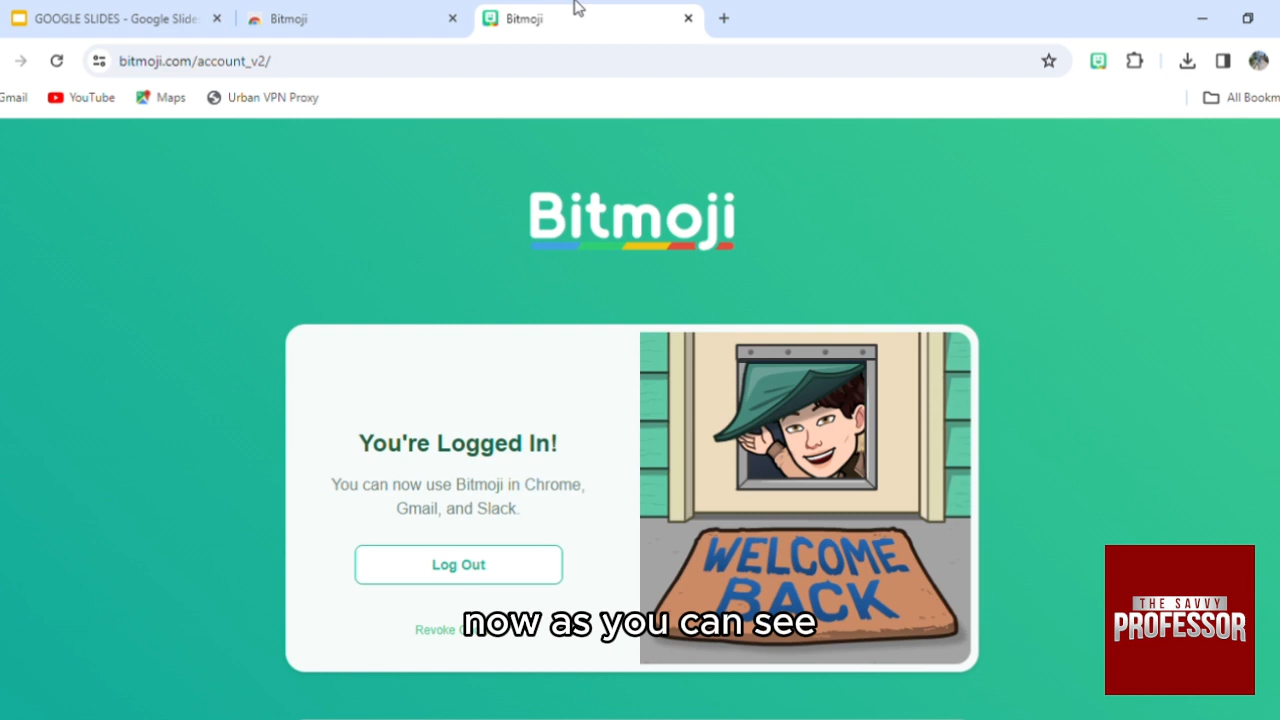 GOOGLE SLIDES - Google Slide
Bitmoji
Bitmoji
bitmoji.com/account_v2/
Gmail
YouTube
Maps
Urban VPN Proxy
All Bookm
Bitmoji
You're Logged In!
You can now use Bitmoji in Chrome,
Gmail, and Slack.
Log Out
Revoke
now as you can see
WELCOME
BACK
THE SAVVY
PROFESSOR